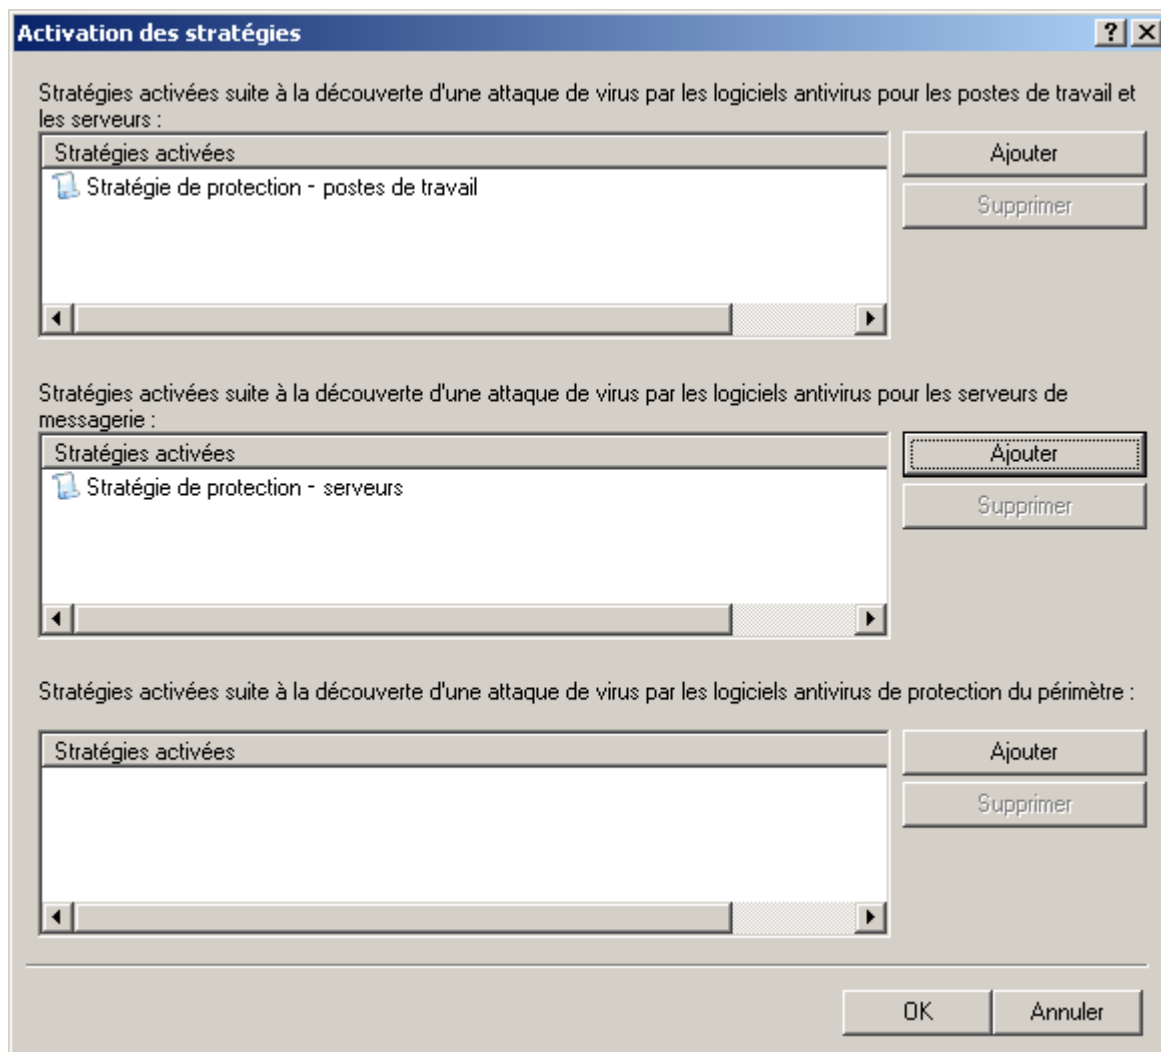 Activation des stratégies
Stratégies activées suite à la découverte d'une attaque de virus par les logiciels antivirus pour les postes de travail et
les serveurs :
Stratégies activées
Ajouter
Stratégie de protection - postes de travail
Supprimer
Stratégies activées suite à la découverte d'une attaque de virus par les logiciels antivirus pour les serveurs de
messagerie :
Stratégies activées
Ajouter
Stratégie de protection - serveurs
Supprimer
Stratégies activées suite à la découverte d'une attaque de virus par les logiciels antivirus de protection du périmètre :
Stratégies activées
Ajouter
Supprimer
OK
Annuler